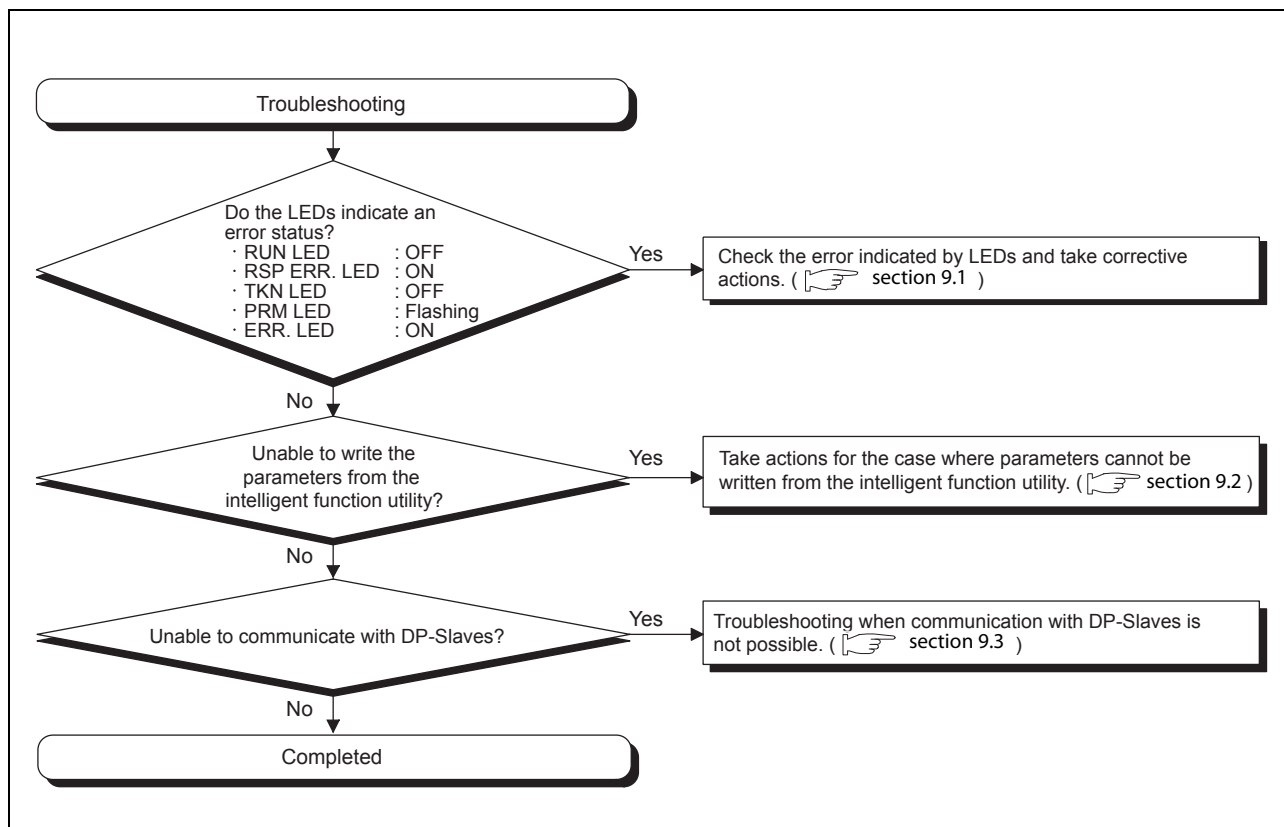 Troubleshooting
Do the LEDs indicate an
error status?
· RUN LED : OFF
· RSP ERR. LED : ON
· TKN LED : OFF
· PRM LED : Flashing
· ERR. LED : ON
Yes
Check the error indicated by LEDs and take corrective
actions. ( section 9.1 )
No
Unable to write the
parameters from the
intelligent function utility?
Yes
Take actions for the case where parameters cannot be
written from the intelligent function utility. ( section 9.2 )
No
Unable to communicate with DP-Slaves?
Yes
Troubleshooting when communication with DP-Slaves is
not possible. ( section 9.3 )
No
Completed